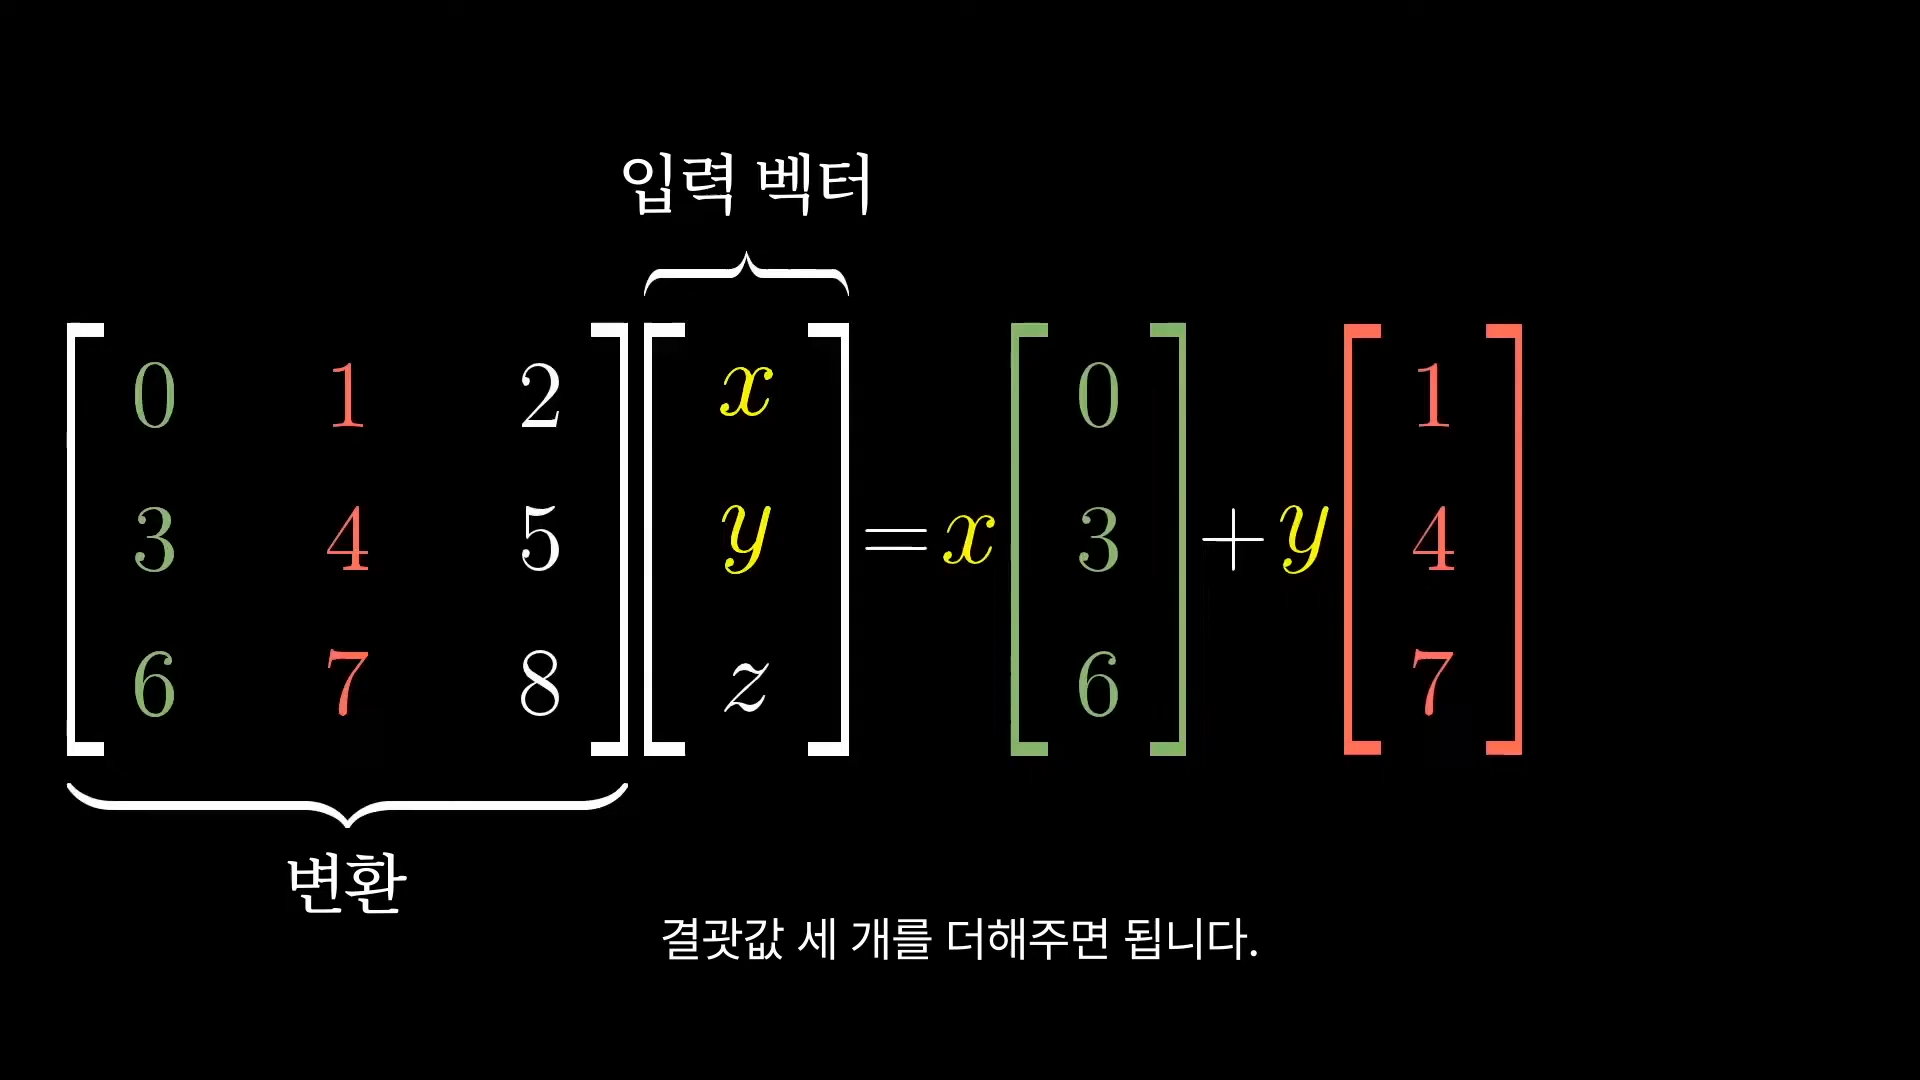 입력 벡터
0 1 2 x 0 1
3 4 5 y = x 3 + y 4
6 7 8 z 6 7
변환
결괏값 세 개를 더해주면 됩니다.